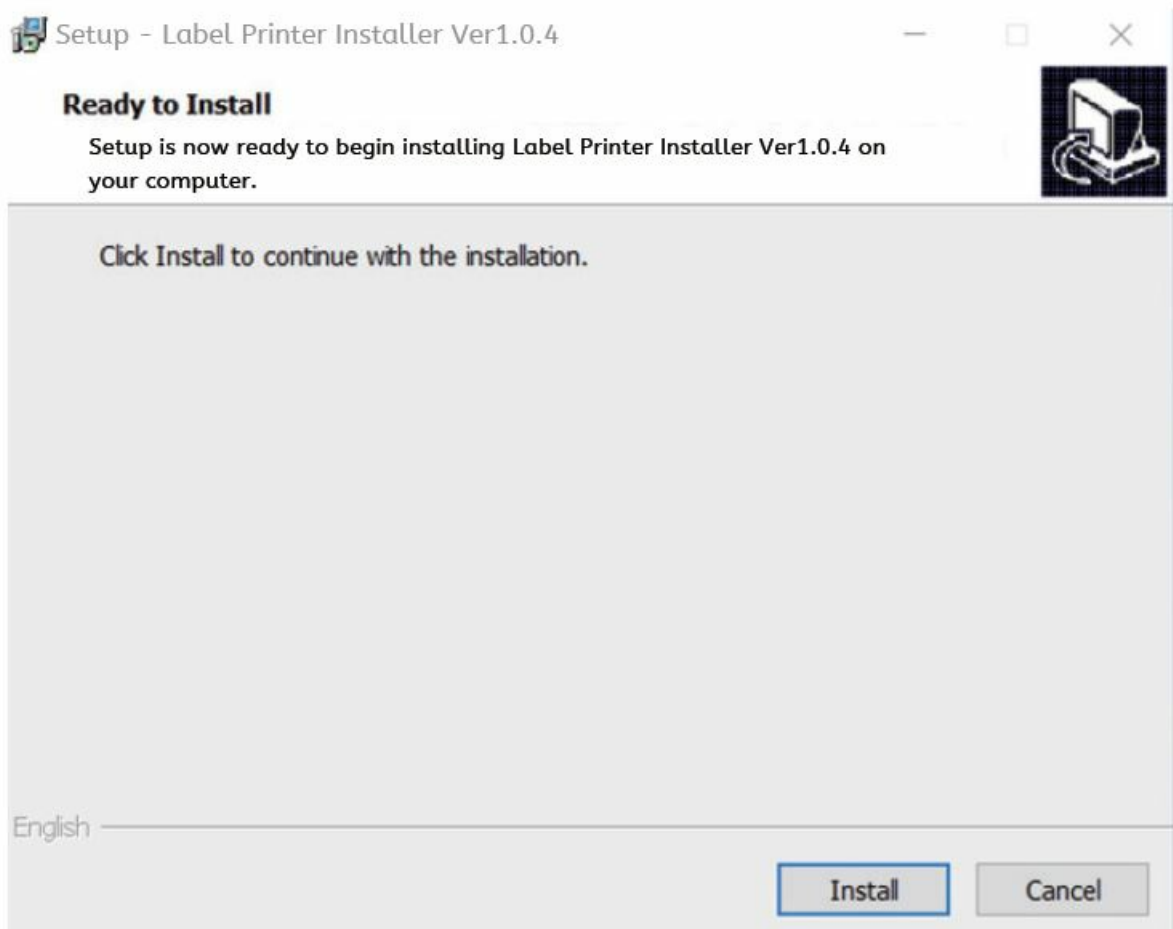 Setup - Label Printer Installer Ver1.0.4
Ready to Install
Setup is now ready to begin installing Label Printer Installer Ver1.0.4 on
your computer.
Click Install to continue with the installation.
English
Install
Cancel